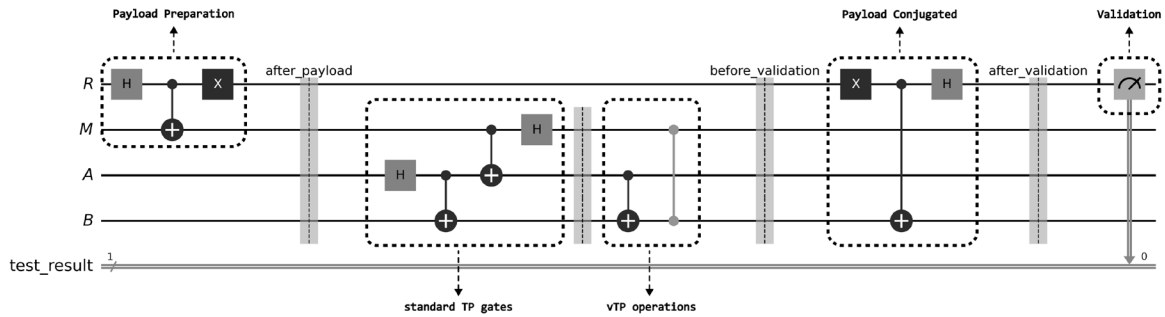 Payload Preparation
Payload Conjugated
Validation
after_payload
before_validation
after_validation
R
H
X
X
H
M
H
A
H
B
test_result
1
0
standard TP gates
vTP operations